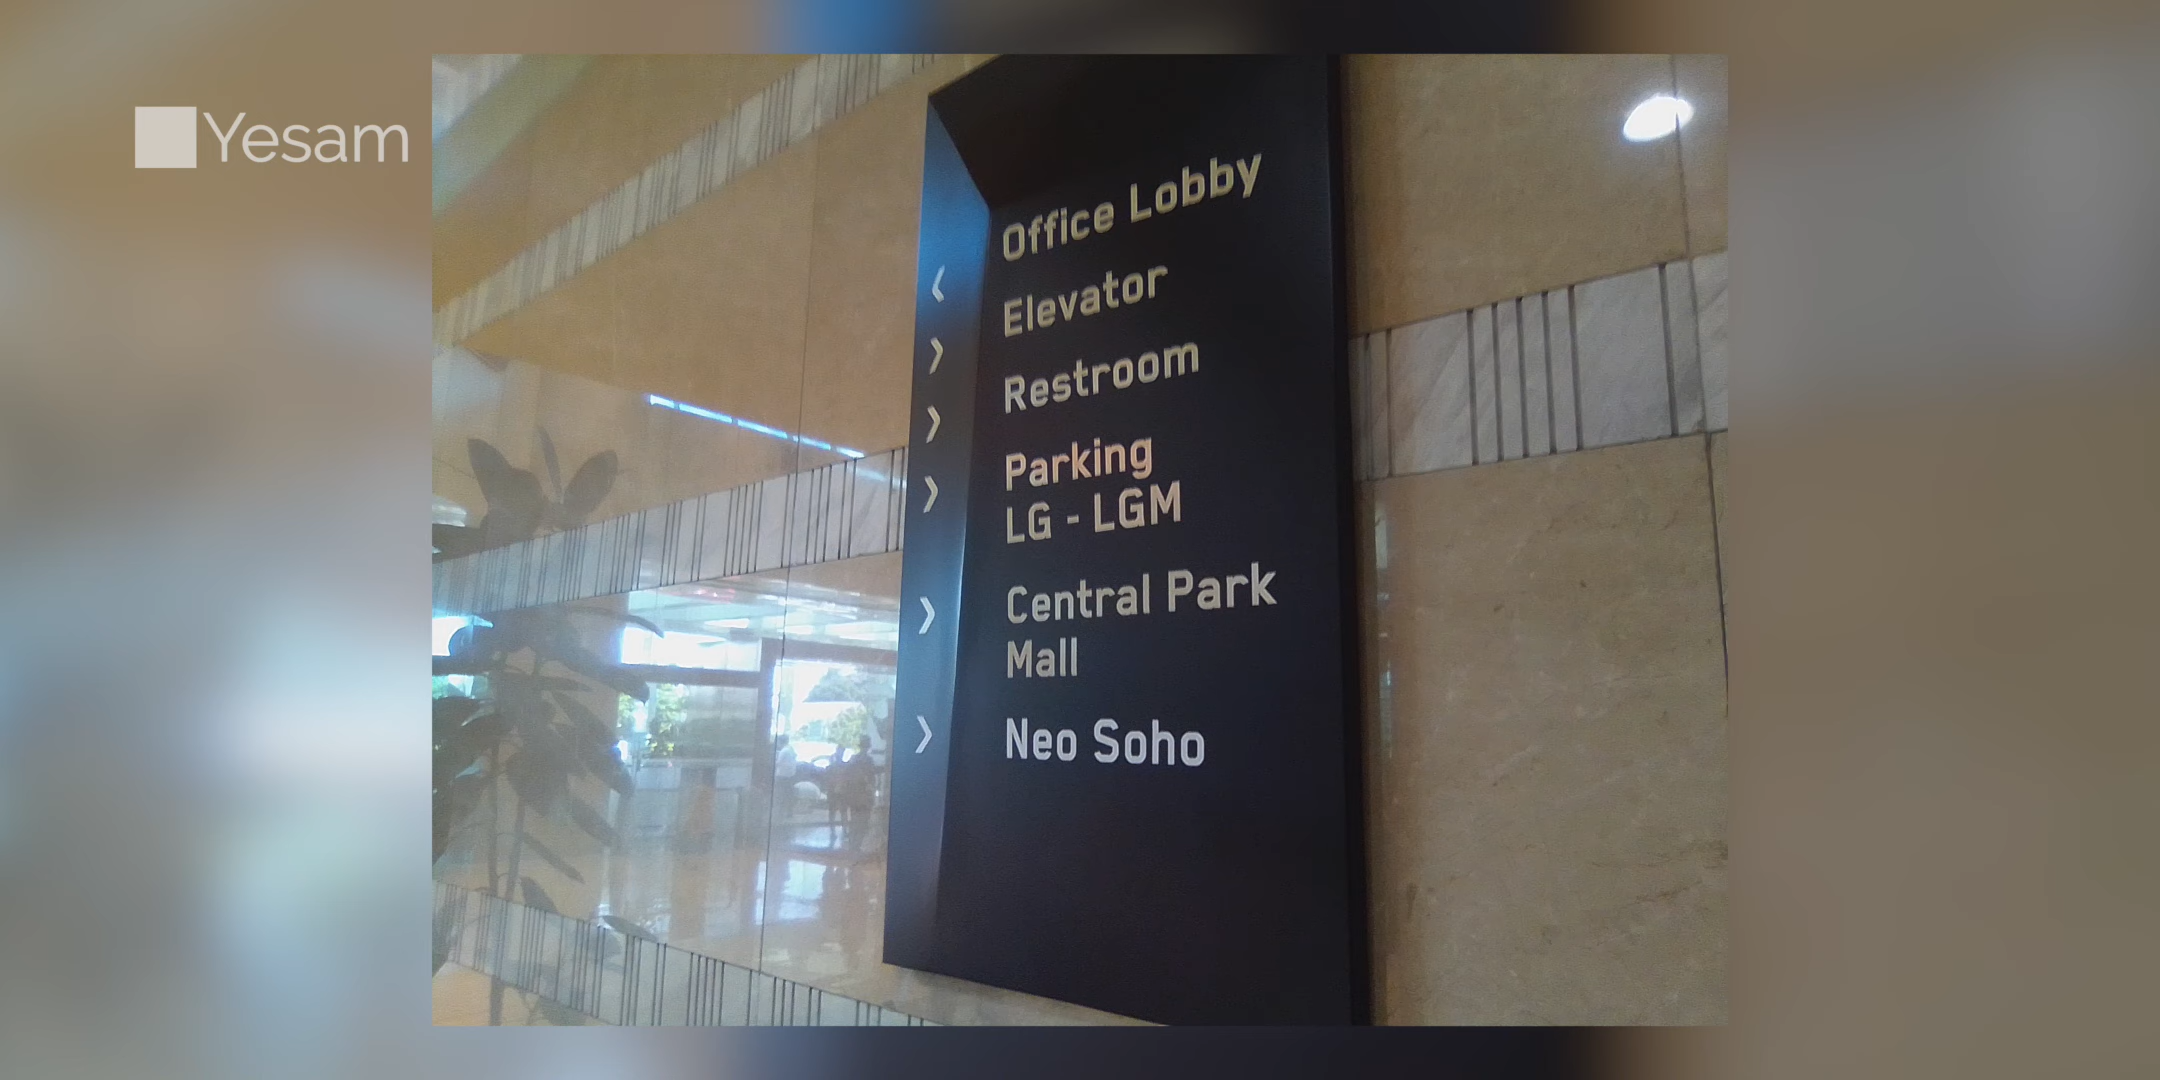 Yesam
Office Lobby
Elevator
Restroom
Parking
LG - LGM
Central Park
Mall
Neo Soho